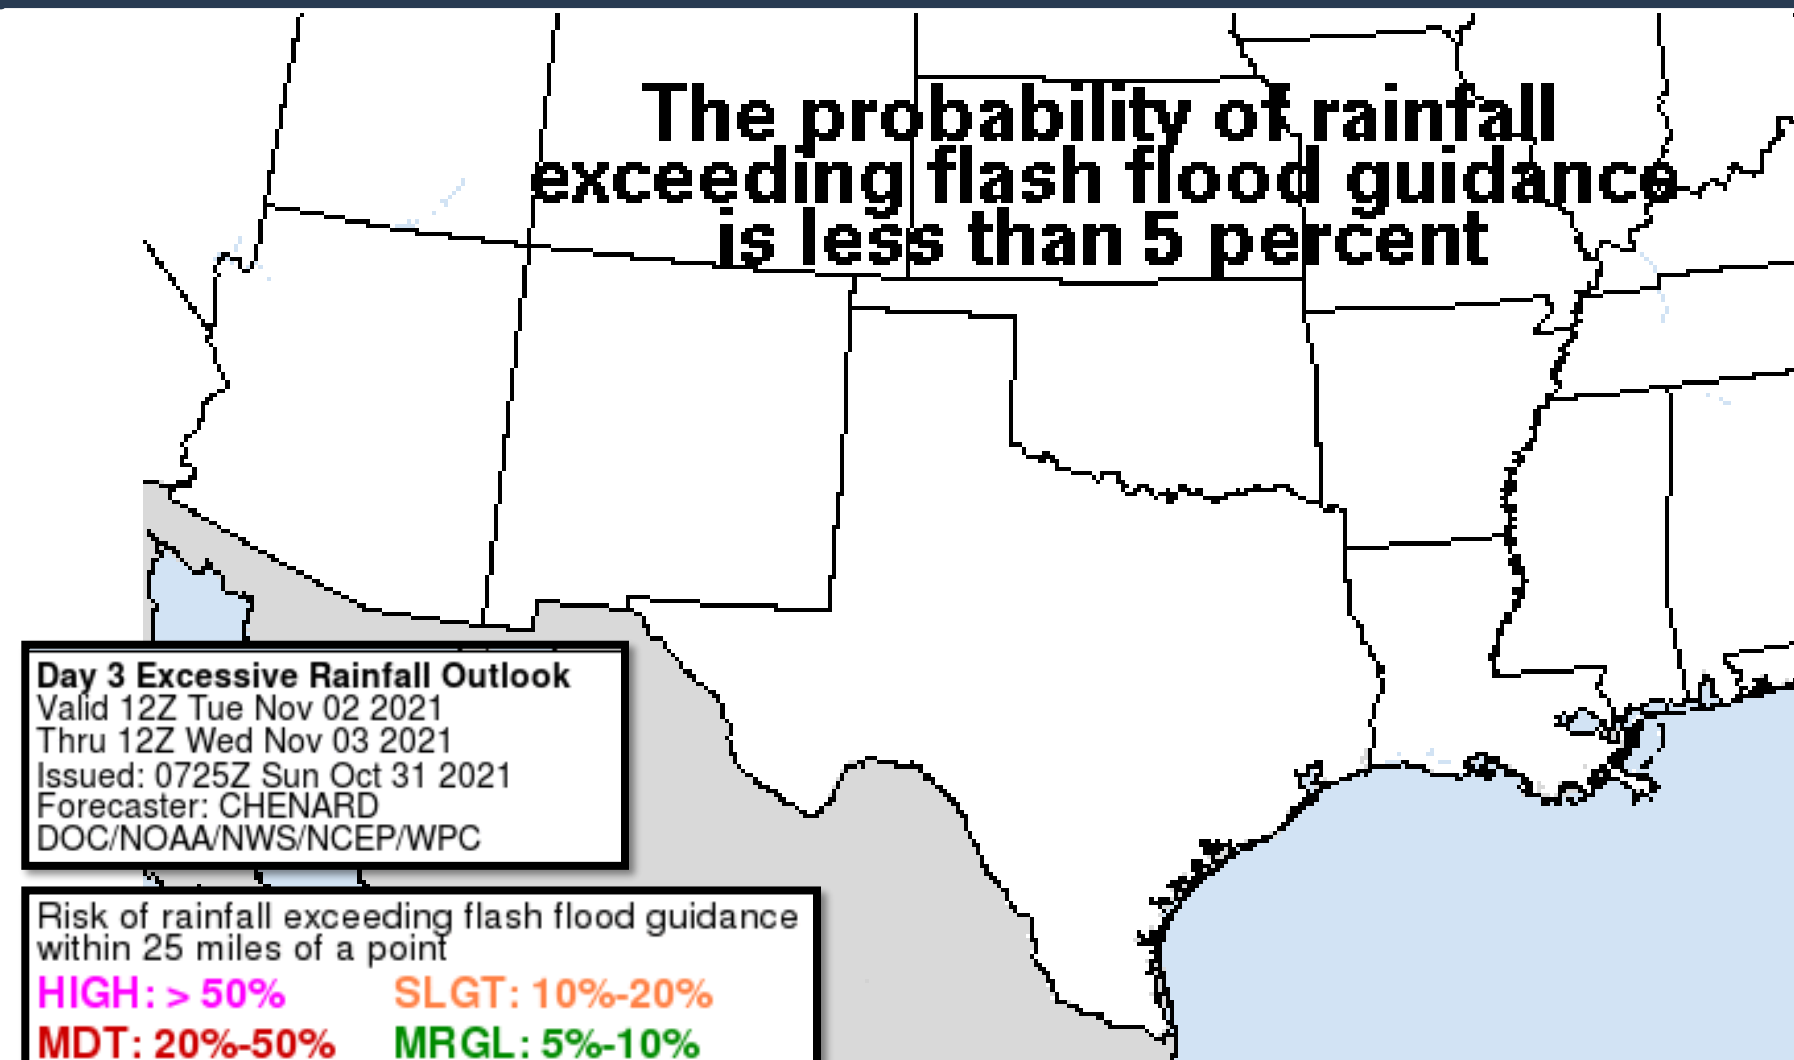 The probability of rainfall
exceeding flash flood guidance
is less than 5 percent
Day 3 Excessive Rainfall Outlook
Valid 12Z Tue Nov 02 2021
Thru 12Z Wed Nov 03 2021
Issued: 0725Z Sun Oct 31 2021
Forecaster: CHENARD
DOC/NOAA/NWS/NCEP/WPC
Risk of rainfall exceeding flash flood guidance
within 25 miles of a point
HIGH: > 50% SLGT: 10%-20%
MDT: 20%-50% MRGL: 5%-10%